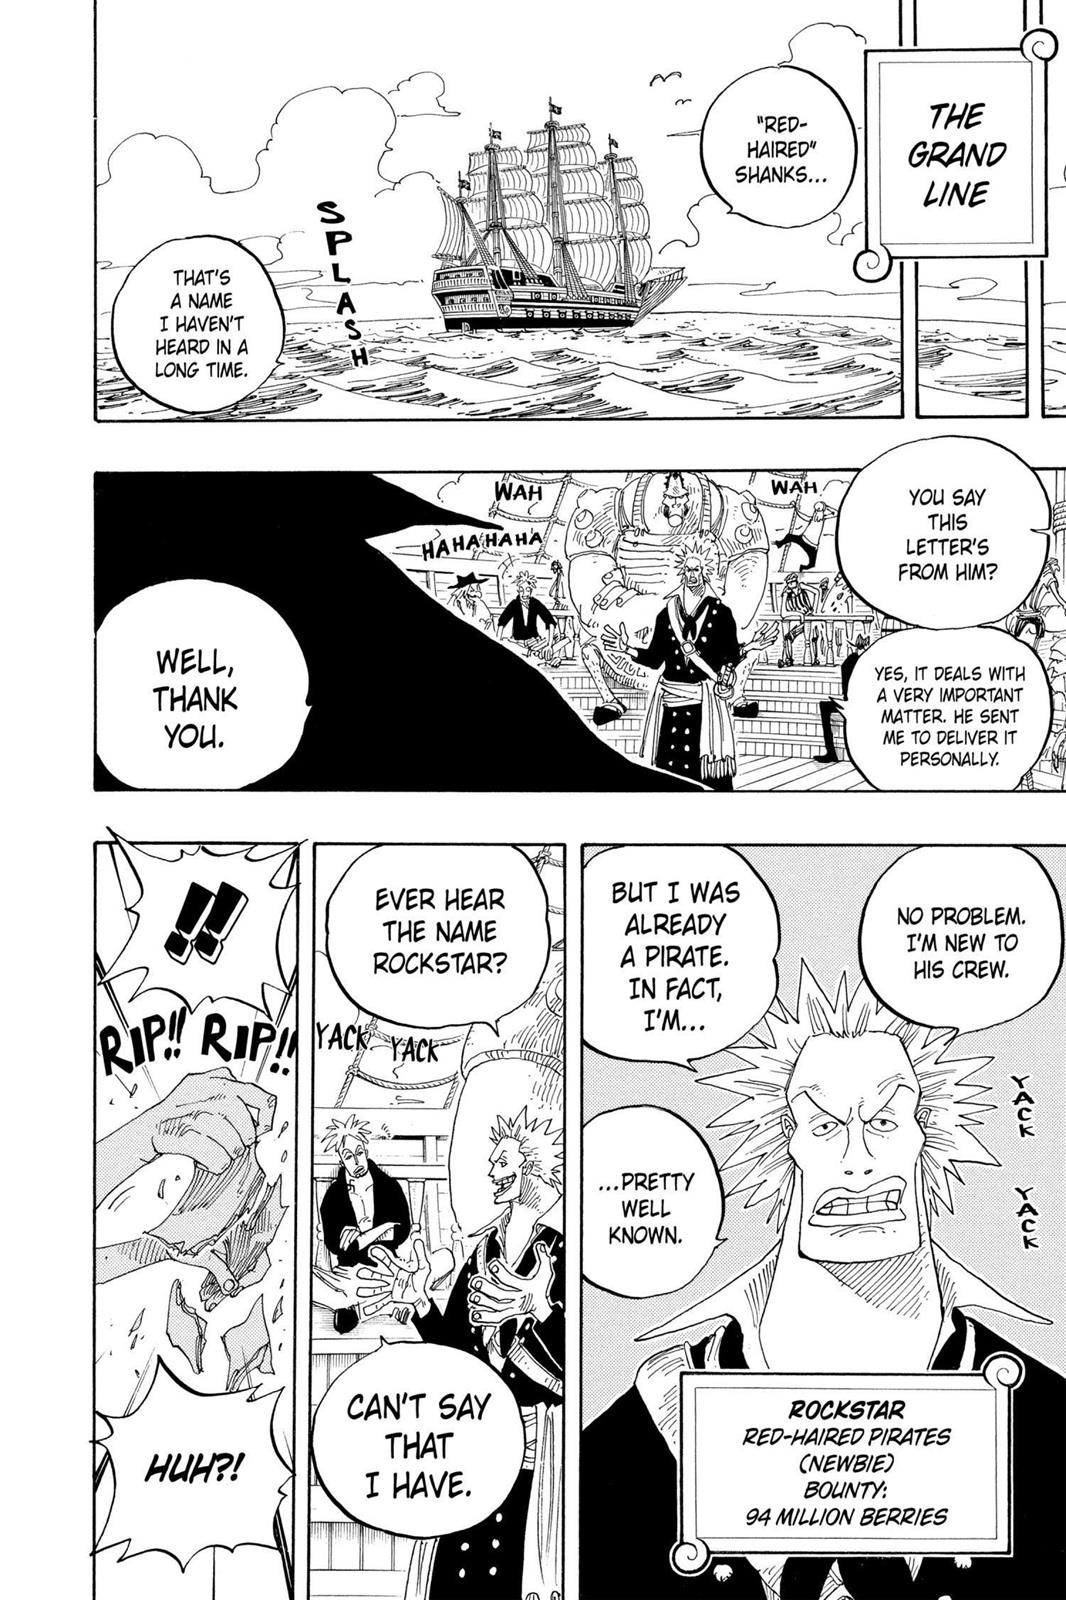 THE
GRAND
LINE
"RED-
HAIRED"
SHANKS...
SPLASH
THAT'S
A NAME
I HAVEN'T
HEARD IN A
LONG TIME.
YOU SAY
THIS
LETTER'S
FROM HIM?
YES, IT DEALS WITH
A VERY IMPORTANT
MATTER. HE SENT
ME TO DELIVER IT
PERSONALLY.
WAH
WAH
HAHAHAHA
WELL,
THANK
YOU.
NO PROBLEM.
I'M NEW TO
HIS CREW.
BUT I WAS
ALREADY
A PIRATE.
IN FACT,
I'M...
YACK
YACK
...PRETTY
WELL
KNOWN.
ROCKSTAR
RED-HAIRED PIRATES
(NEWBIE)
BOUNTY:
94 MILLION BERRIES
EVER HEAR
THE NAME
ROCKSTAR?
YACK
YACK
CAN'T SAY
THAT
I HAVE.
!!
RIP!! RIP!!
HUH?!